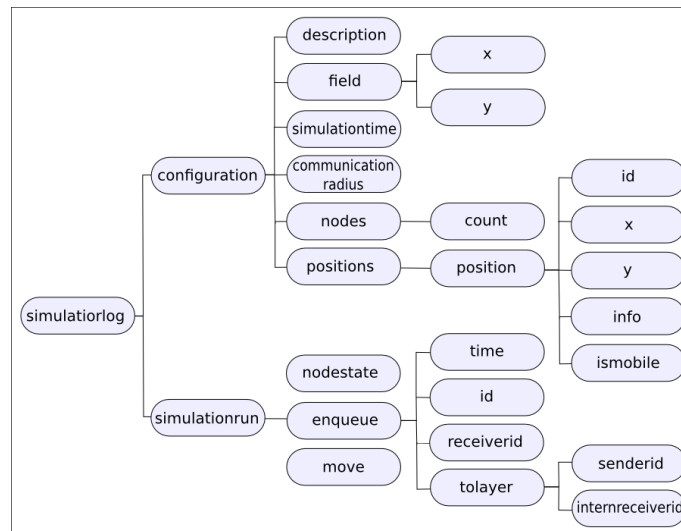 description
field
x
y
simulationtime
communication
radius
configuration
nodes
count
positions
position
id
x
y
info
ismobile
simulatiorlog
simulationrun
nodestate
enqueue
move
time
id
receiverid
tolayer
senderid
internreceiverid